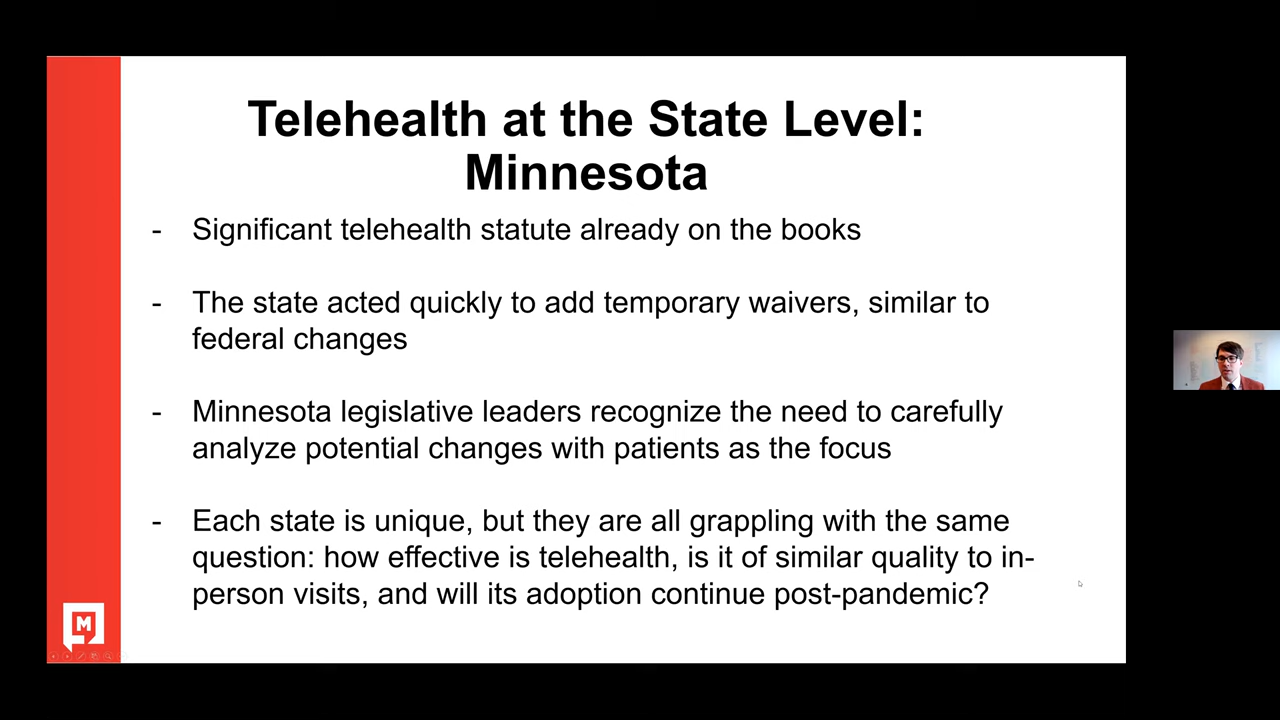 Telehealth at the State Level:
Minnesota
- Significant telehealth statute already on the books
- The state acted quickly to add temporary waivers, similar to
federal changes
- Minnesota legislative leaders recognize the need to carefully
analyze potential changes with patients as the focus
- Each state is unique, but they are all grappling with the same
question: how effective is telehealth, is it of similar quality to in-
person visits, and will its adoption continue post-pandemic?
M